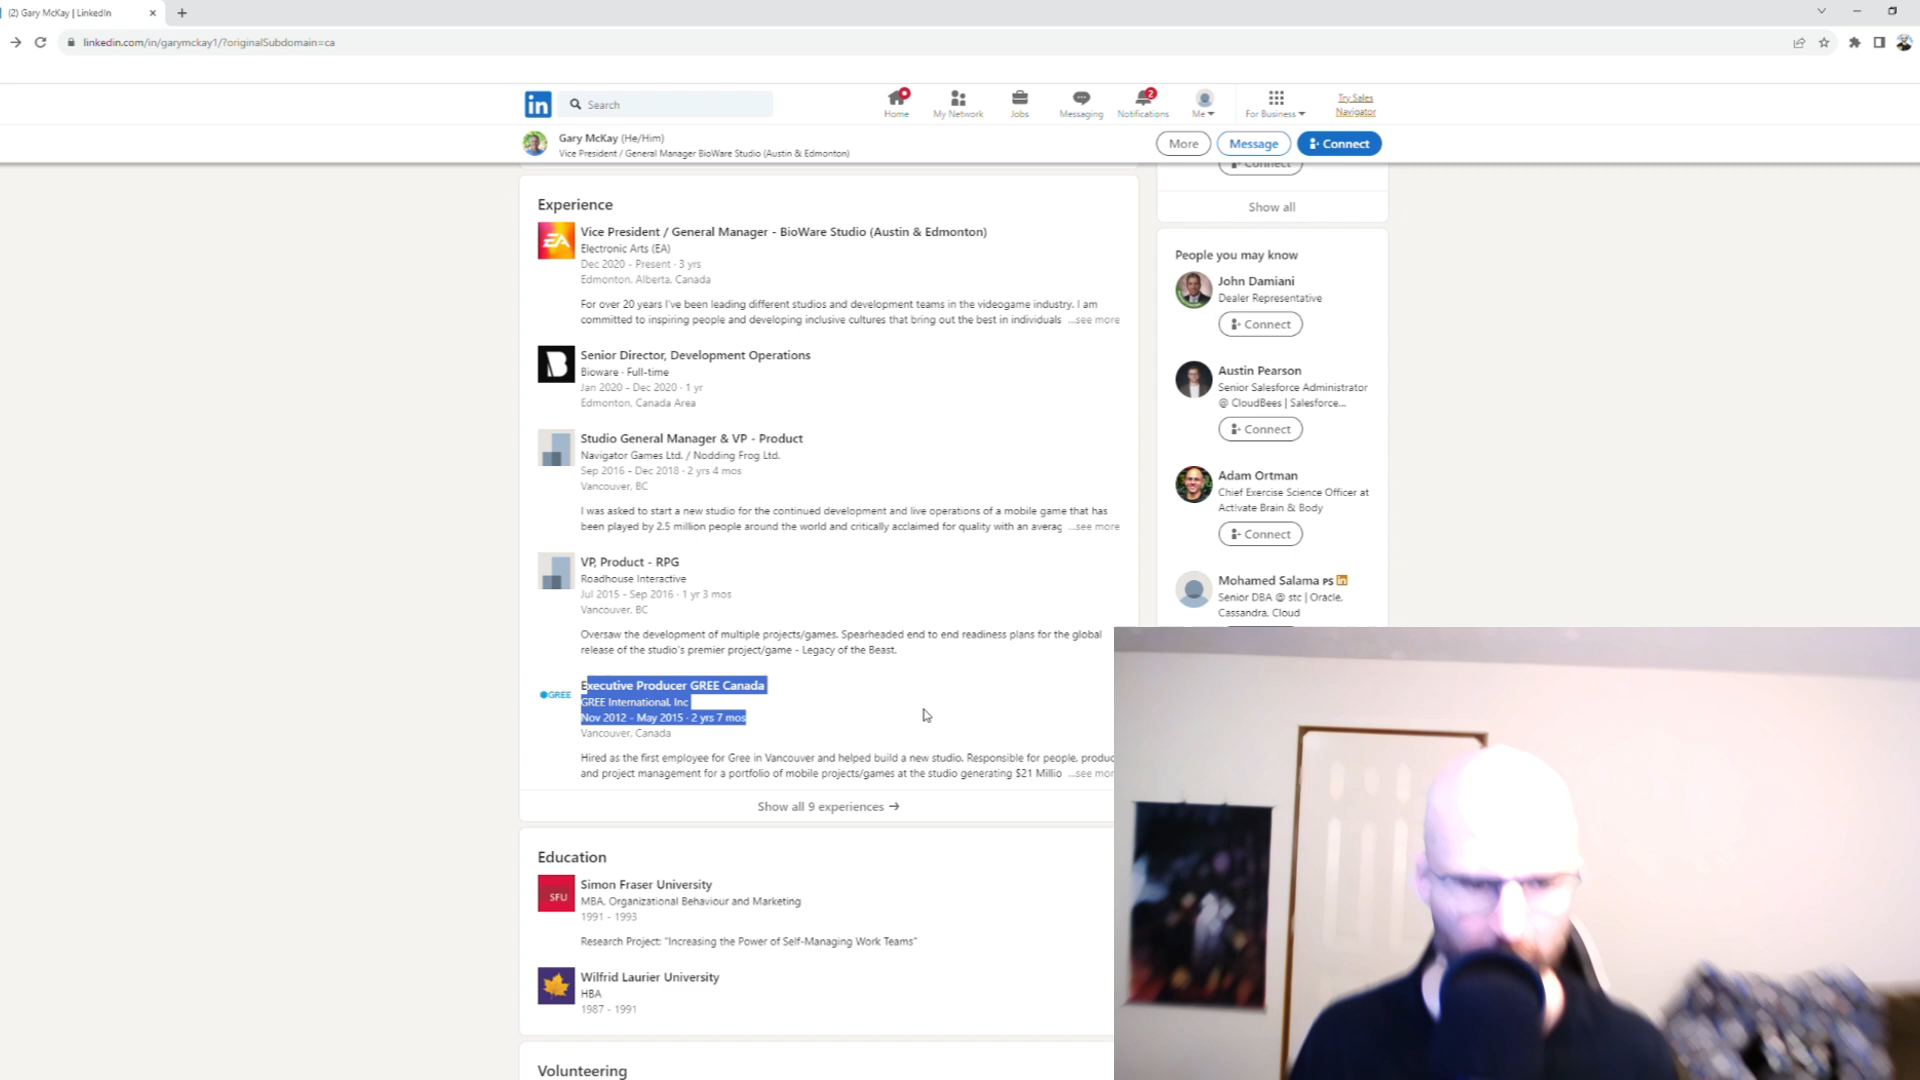 (2) Gary McKay | LinkedIn
linkedin.com/in/garymckay1/?originalSubdomain=ca
in
Search
Home
My Network
Jobs
Messaging
2
Notifications
Me
For Business
Try Sales
Navigator
Gary McKay (He/Him)
Vice President / General Manager BioWare Studio (Austin & Edmonton)
More
Message
Connect
Connect
Show all
Experience
EA
Vice President / General Manager - BioWare Studio (Austin & Edmonton)
Electronic Arts (EA)
Dec 2020 - Present · 3 yrs
Edmonton, Alberta, Canada
For over 20 years I've been leading different studios and development teams in the videogame industry. I am
committed to inspiring people and developing inclusive cultures that bring out the best in individuals ...see more
Senior Director, Development Operations
Bioware · Full-time
Jan 2020 - Dec 2020 · 1 yr
Edmonton, Canada Area
Studio General Manager & VP - Product
Navigator Games Ltd. / Nodding Frog Ltd.
Sep 2016 - Dec 2018 · 2 yrs 4 mos
Vancouver, BC
I was asked to start a new studio for the continued development and live operations of a mobile game that has
been played by 2.5 million people around the world and critically acclaimed for quality with an averag ...see more
VP, Product - RPG
Roadhouse Interactive
Jul 2015 - Sep 2016 · 1 yr 3 mos
Vancouver, BC
Oversaw the development of multiple projects/games. Spearheaded end to end readiness plans for the global
release of the studio's premier project/game - Legacy of the Beast.
GREE
Executive Producer GREE Canada
GREE International, Inc
Nov 2012 - May 2015 · 2 yrs 7 mos
Vancouver, Canada
Hired as the first employee for Gree in Vancouver and helped build a new studio. Responsible for people, produc
and project management for a portfolio of mobile projects/games at the studio generating $21 Millio ...see mor
Show all 9 experiences →
Education
SFU
Simon Fraser University
MBA, Organizational Behaviour and Marketing
1991 - 1993
Research Project: "Increasing the Power of Self-Managing Work Teams"
Wilfrid Laurier University
HBA
1987 - 1991
Volunteering
People you may know
John Damiani
Dealer Representative
Connect
Austin Pearson
Senior Salesforce Administrator
@ CloudBees | Salesforce...
Connect
Adam Ortman
Chief Exercise Science Officer at
Act!vate Brain & Body
Connect
Mohamed Salama PS in
Senior DBA @ stc | Oracle,
Cassandra, Cloud